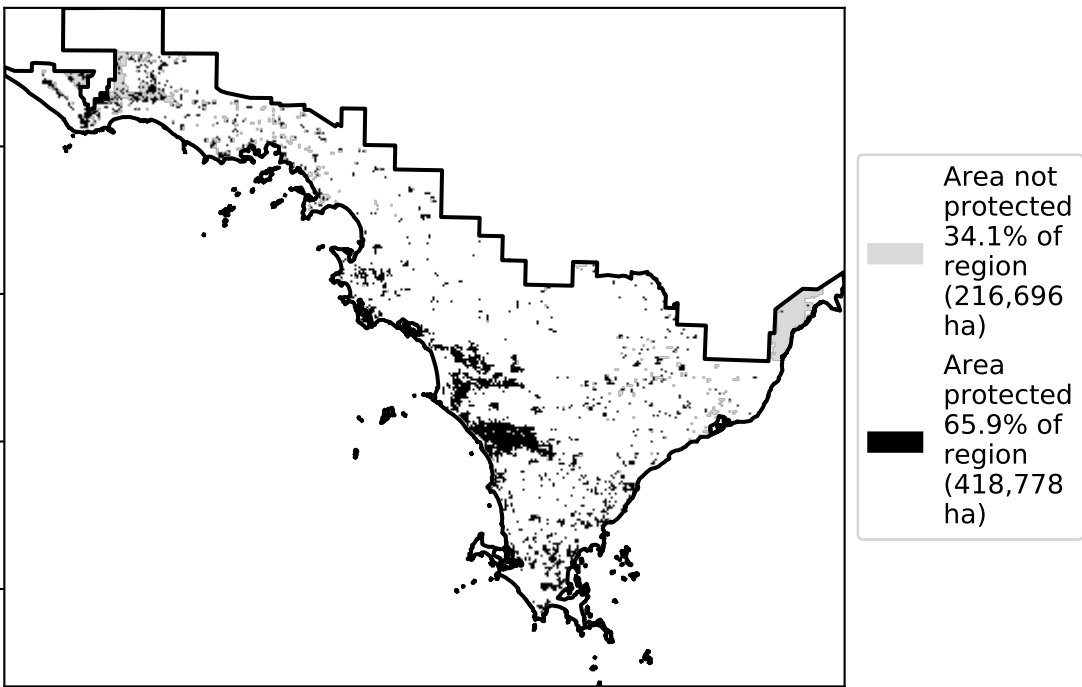 Area not
protected
34.1% of
region
(216,696
ha)
Area
protected
65.9% of
region
(418,778
ha)